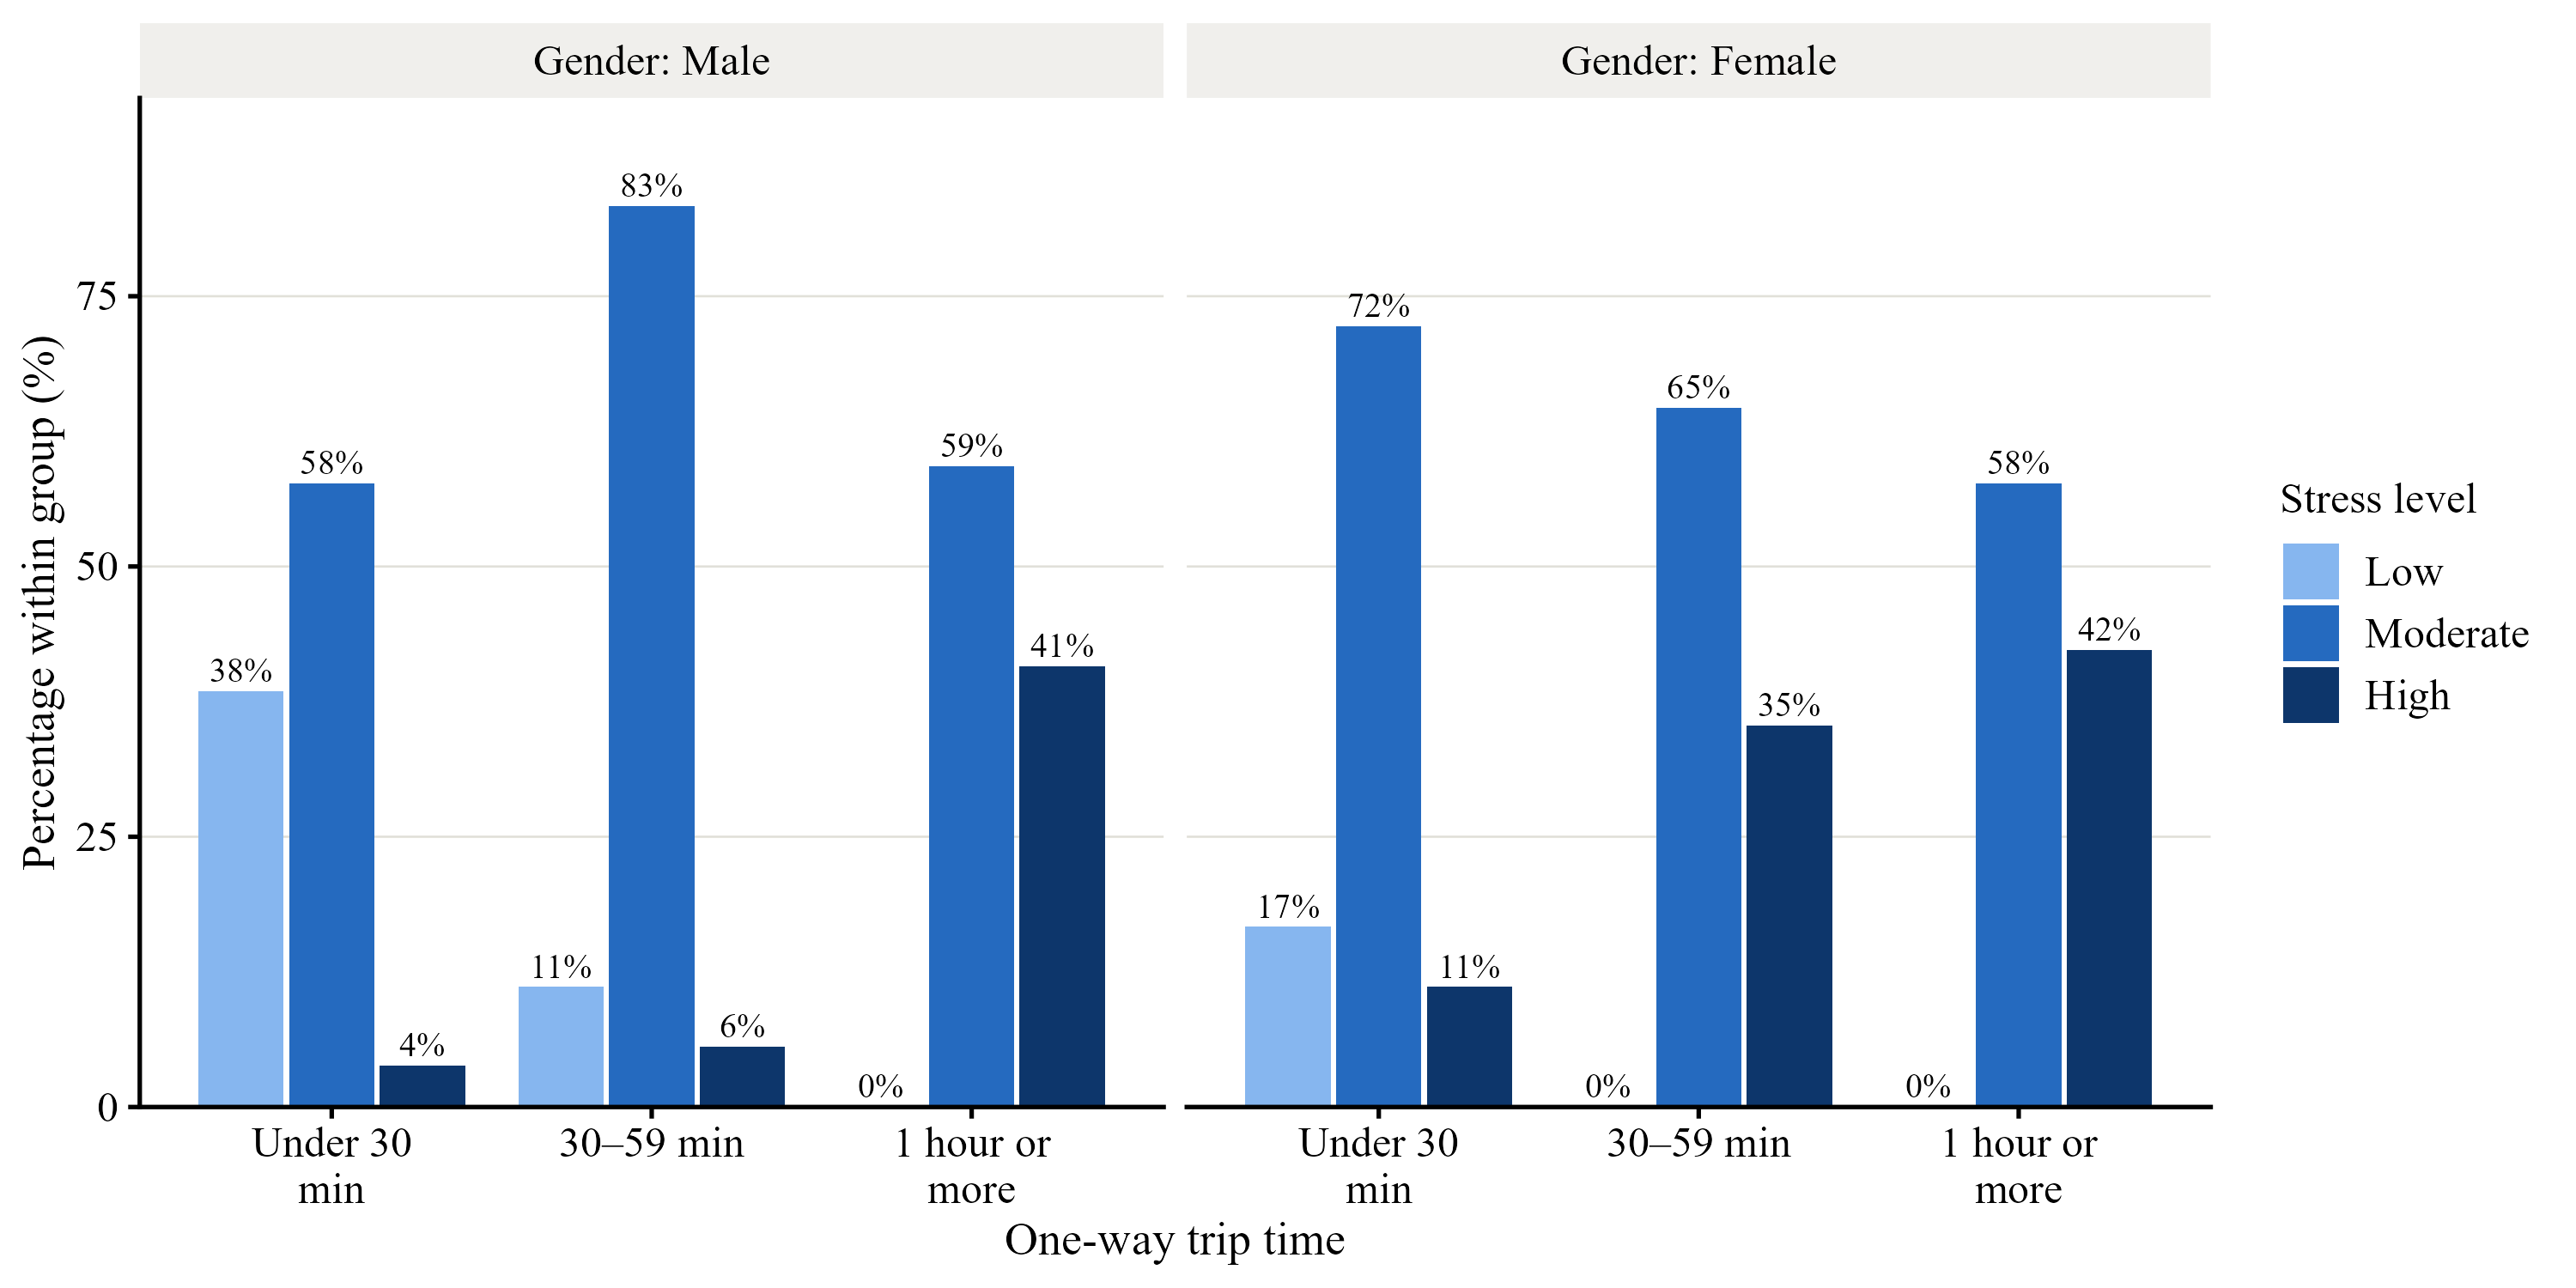 Gender: Male
Gender: Female
Percentage within group (%)
75
50
25
0
38%
58%
4%
11%
83%
6%
0%
59%
41%
17%
72%
11%
0%
65%
35%
0%
58%
42%
Under 30
min
30–59 min
1 hour or
more
Under 30
min
30–59 min
1 hour or
more
One-way trip time
Stress level
Low
Moderate
High